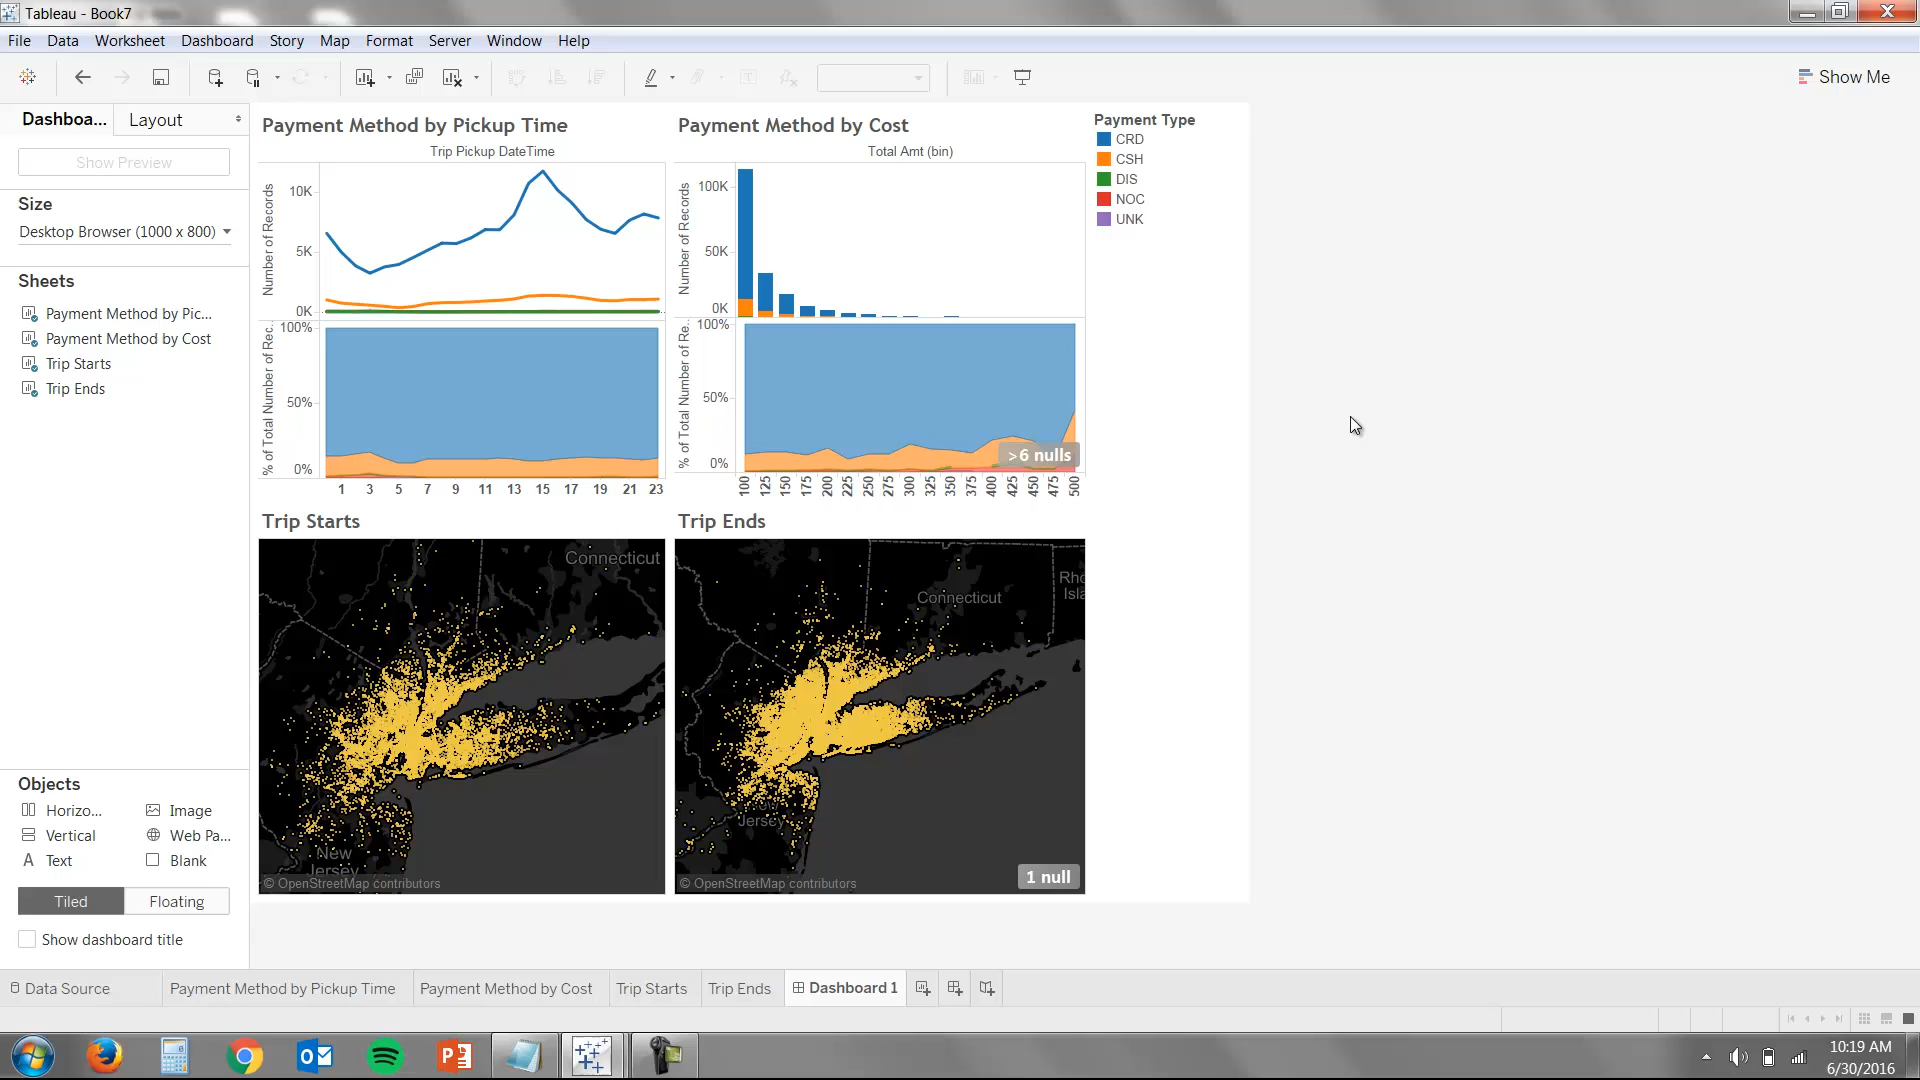 Tableau - Book7
File Data Worksheet Dashboard Story Map Format Server Window Help
Show Me
Dashboa...
Layout
Show Preview
Size
Desktop Browser (1000 x 800)
Sheets
Payment Method by Pic...
Payment Method by Cost
Trip Starts
Trip Ends
Objects
Horizo...
Image
Vertical
Web Pa...
Text
Blank
Tiled
Floating
Show dashboard title
Payment Method by Pickup Time
Trip Pickup DateTime
Number of Records
10K
5K
0K
% of Total Number of Rec..
100%
50%
0%
1 3 5 7 9 11 13 15 17 19 21 23
Payment Method by Cost
Total Amt (bin)
Number of Records
100K
50K
0K
% of Total Number of Re..
100%
50%
0%
>6 nulls
100 125 150 175 200 225 250 275 300 325 350 375 400 425 450 475 500
Payment Type
CRD
CSH
DIS
NOC
UNK
Trip Starts
Connecticut
New
Jersey
© OpenStreetMap contributors
Trip Ends
Connecticut
Rho
Isla
Jersey
© OpenStreetMap contributors
1 null
Data Source
Payment Method by Pickup Time
Payment Method by Cost
Trip Starts
Trip Ends
Dashboard 1
10:19 AM
6/30/2016